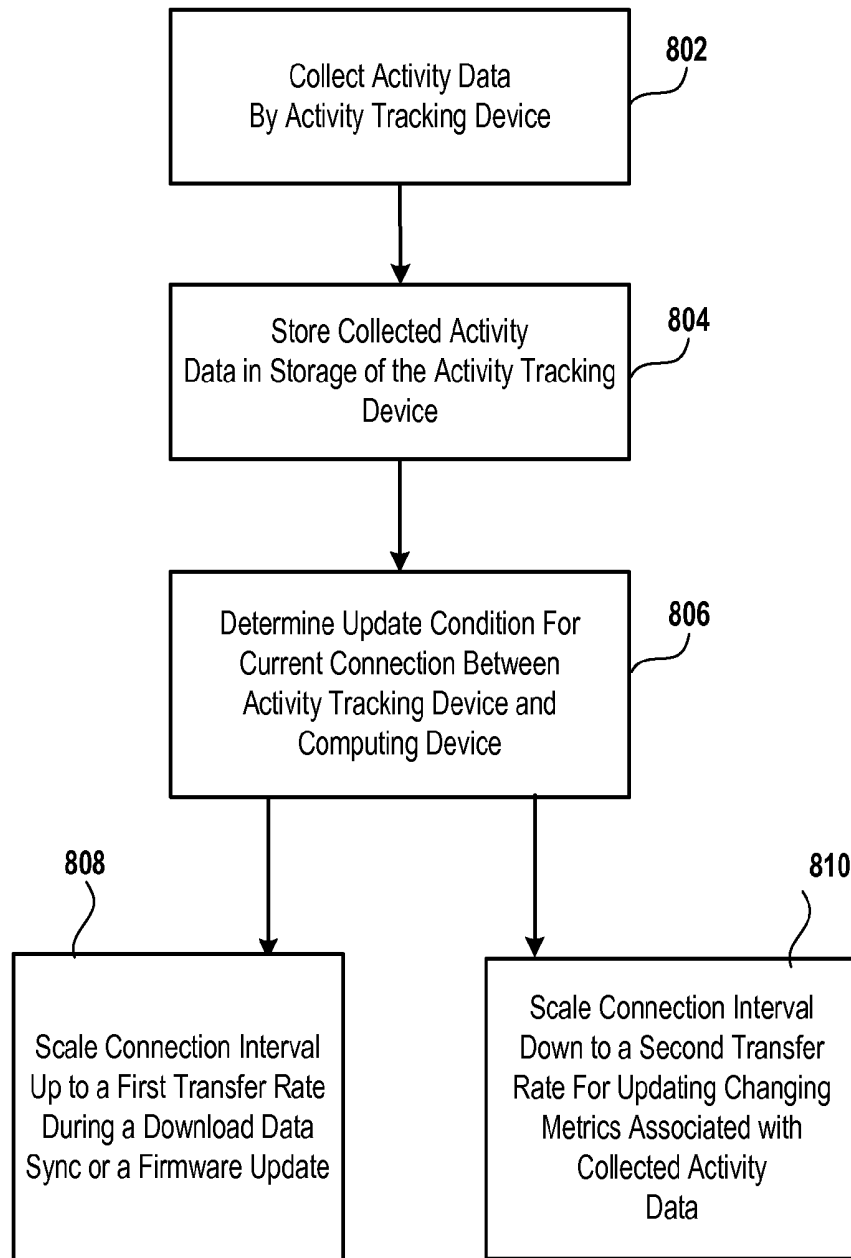 802
Collect Activity Data
By Activity Tracking Device
804
Store Collected Activity
Data in Storage of the Activity Tracking
Device
806
Determine Update Condition For
Current Connection Between
Activity Tracking Device and
Computing Device
808
Scale Connection Interval
Up to a First Transfer Rate
During a Download Data
Sync or a Firmware Update
810
Scale Connection Interval
Down to a Second Transfer
Rate For Updating Changing
Metrics Associated with
Collected Activity
Data